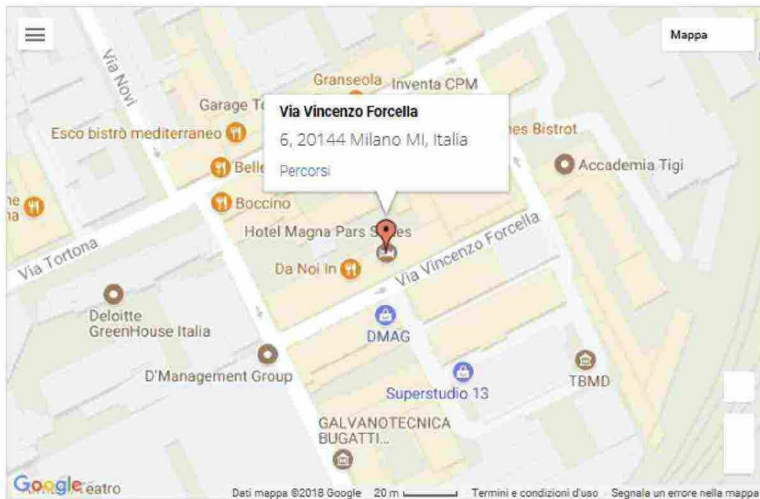 Mappa
Via Novi
Granseola
Inventa CPM
Garage
Via Vincenzo Forcella
6, 20144 Milano MI, Italia
Percorsi
Esco bistrò mediterraneo
Bistrot
Accademia Tigi
Boccino
Hotel Magna Pars
Via Tortona
Da Noi In
Via Vincenzo Forcella
Deloitte
GreenHouse Italia
DMAG
D'Management Group
Superstudio 13
TBMD
GALVANOTECNICA
BUGATTI...
Google
Teatro
Dati mappa ©2018 Google
20 m
Termini e condizioni d'uso
Segnala un errore nella mappa